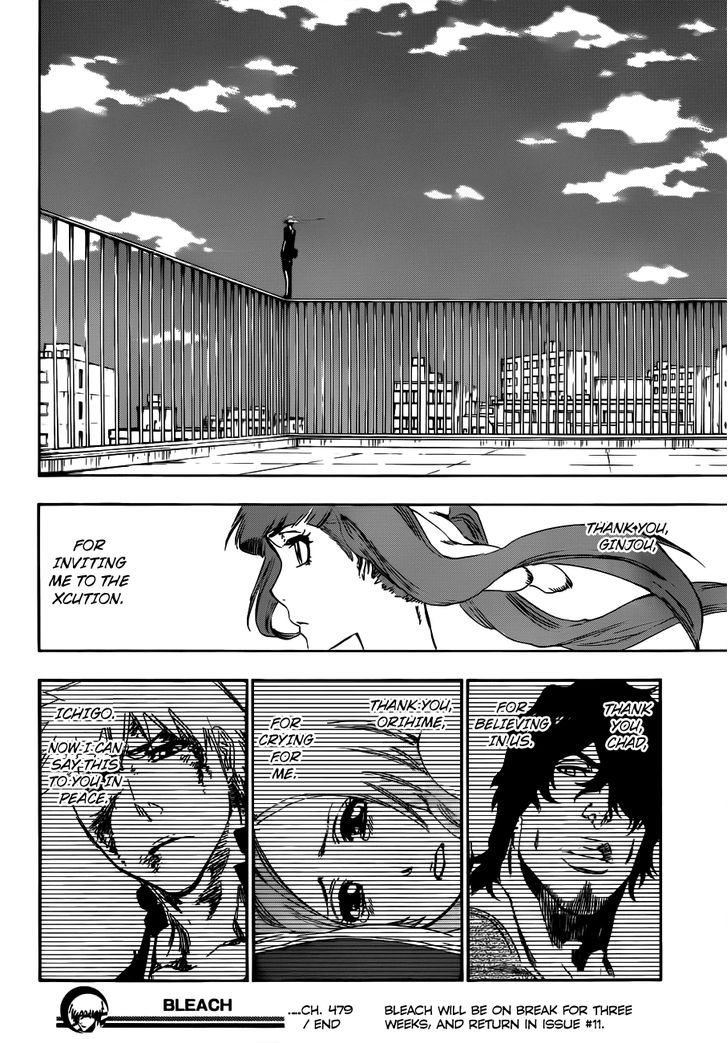 THANK YOU,
GINJOU,
FOR
INVITING
ME TO THE
XCUTION.
THANK
YOU,
CHAD,
FOR
BELIEVING
IN US.
THANK YOU,
ORIHIME,
FOR
CRYING
FOR
ME.
ICHIGO.
NOW I CAN
SAY THIS
TO YOU IN
PEACE.
BLEACH
.....CH. 479
/ END
BLEACH WILL BE ON BREAK FOR THREE
WEEKS, AND RETURN IN ISSUE #11.